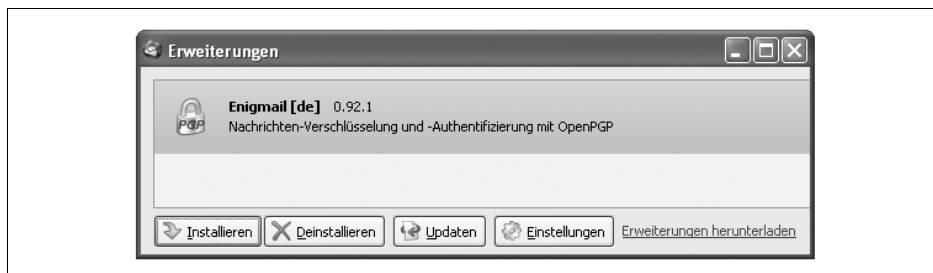 Erweiterungen
Enigmail [de] 0.92.1
PGP
Nachrichten-Verschlüsselung und -Authentifizierung mit OpenPGP
Installieren Deinstallieren Updaten Einstellungen Erweiterungen herunterladen